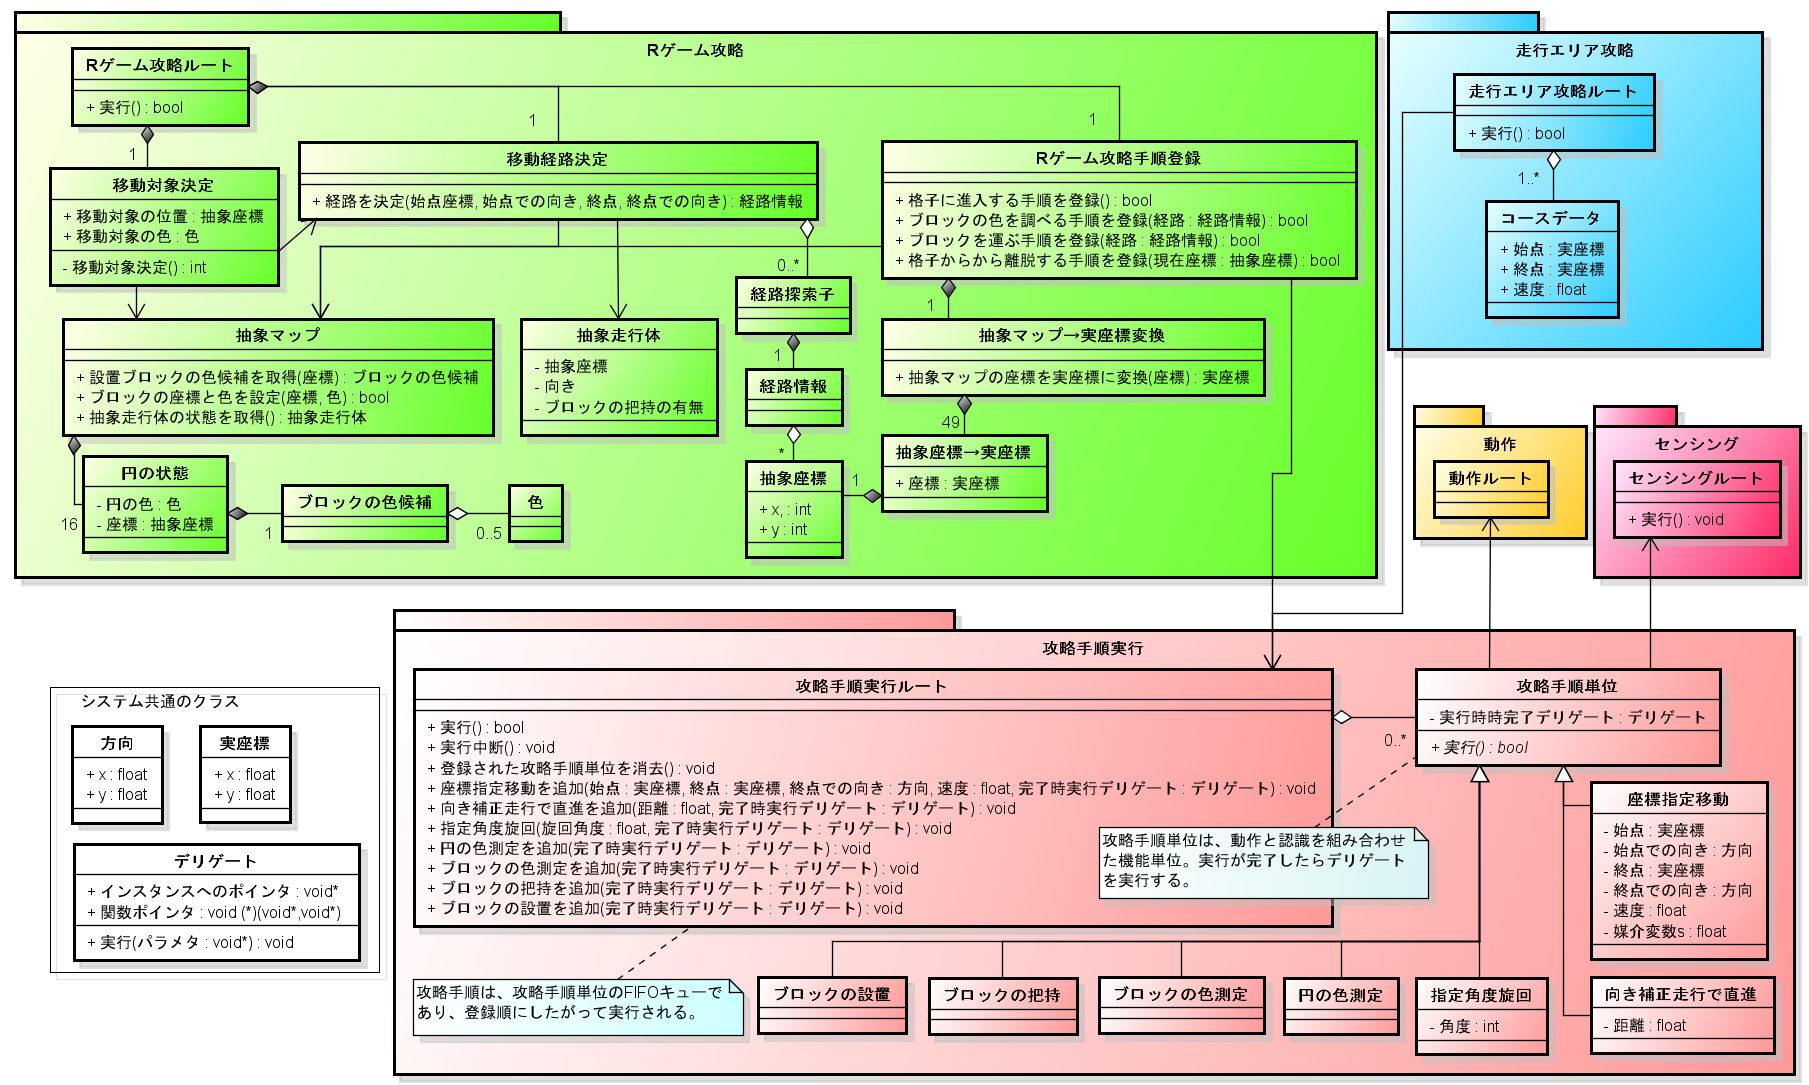 Rゲーム攻略
Rゲーム攻略ルート
+ 実行() : bool
1
1
1
移動対象決定
+ 移動対象の位置 : 抽象座標
+ 移動対象の色 : 色
- 移動対象決定() : int
移動経路決定
+ 経路を決定(始点座標, 始点での向き, 終点, 終点での向き) : 経路情報
Rゲーム攻略手順登録
+ 格子に進入する手順を登録() : bool
+ ブロックの色を調べる手順を登録(経路 : 経路情報) : bool
+ ブロックを運ぶ手順を登録(経路 : 経路情報) : bool
+ 格子からから離脱する手順を登録(現在座標 : 抽象座標) : bool
0..*
経路探索子
1
経路情報
*
抽象座標
+ x, : int
+ y : int
1
抽象マップ
+ 設置ブロックの色候補を取得(座標) : ブロックの色候補
+ ブロックの座標と色を設定(座標, 色) : bool
+ 抽象走行体の状態を取得() : 抽象走行体
抽象走行体
- 抽象座標
- 向き
- ブロックの把持の有無
1
抽象マップ→実座標変換
+ 抽象マップの座標を実座標に変換(座標) : 実座標
49
抽象座標→実座標
+ 座標 : 実座標
16
円の状態
- 円の色 : 色
- 座標 : 抽象座標
1
ブロックの色候補
0..5
色
走行エリア攻略
走行エリア攻略ルート
+ 実行() : bool
1..*
コースデータ
+ 始点 : 実座標
+ 終点 : 実座標
+ 速度 : float
動作
動作ルート
センシング
センシングルート
+ 実行() : void
攻略手順実行
攻略手順実行ルート
+ 実行() : bool
+ 実行中断() : void
+ 登録された攻略手順単位を消去() : void
+ 座標指定移動を追加(始点 : 実座標, 終点 : 実座標, 終点での向き : 方向, 速度 : float, 完了時実行デリゲート : デリゲート) : void
+ 向き補正走行で直進を追加(距離 : float, 完了時実行デリゲート : デリゲート) : void
+ 指定角度旋回(旋回角度 : float, 完了時実行デリゲート : デリゲート) : void
+ 円の色測定を追加(完了時実行デリゲート : デリゲート) : void
+ ブロックの色測定を追加(完了時実行デリゲート : デリゲート) : void
+ ブロックの把持を追加(完了時実行デリゲート : デリゲート) : void
+ ブロックの設置を追加(完了時実行デリゲート : デリゲート) : void
0..*
攻略手順単位
- 実行時時完了デリゲート : デリゲート
+ 実行() : bool
攻略手順単位は、動作と認識を組み合わせ
た機能単位。実行が完了したらデリゲート
を実行する。
座標指定移動
- 始点 : 実座標
- 始点での向き : 方向
- 終点 : 実座標
- 終点での向き : 方向
- 速度 : float
- 媒介変数s : float
攻略手順は、攻略手順単位のFIFOキューで
あり、登録順にしたがって実行される。
ブロックの設置
ブロックの把持
ブロックの色測定
円の色測定
指定角度旋回
- 角度 : int
向き補正走行で直進
- 距離 : float
システム共通のクラス
方向
+ x : float
+ y : float
実座標
+ x : float
+ y : float
デリゲート
+ インスタンスへのポインタ : void*
+ 関数ポインタ : void (*)(void*,void*)
+ 実行(パラメタ : void*) : void